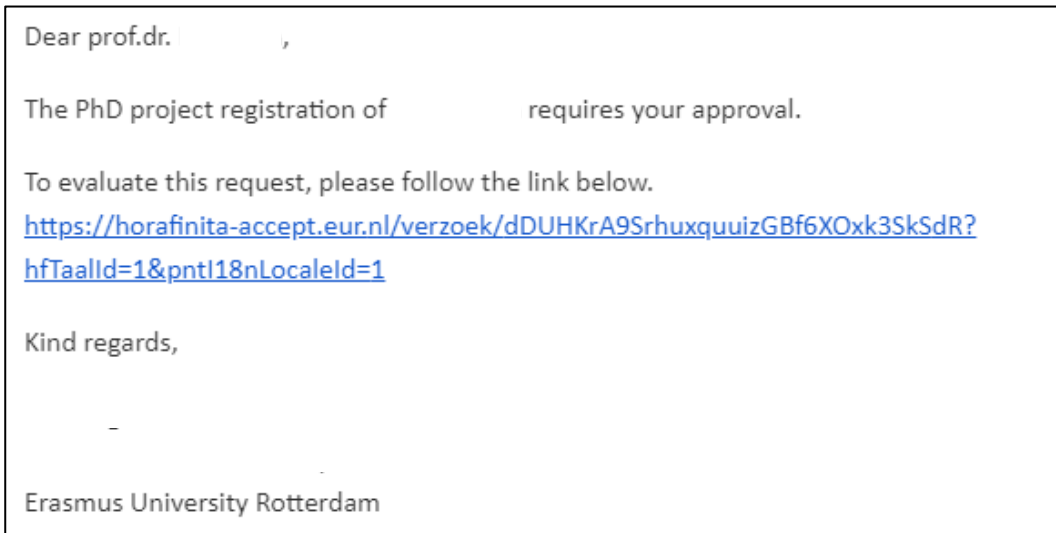 Dear prof.dr. ,
The PhD project registration of requires your approval.
To evaluate this request, please follow the link below.
https://horafinita-accept.eur.nl/verzoek/dDUHKrA9SrhuxquuizGBf6XOxk3SkSdR?
hfTaalId=1&pntI18nLocaleId=1
Kind regards,
Erasmus University Rotterdam